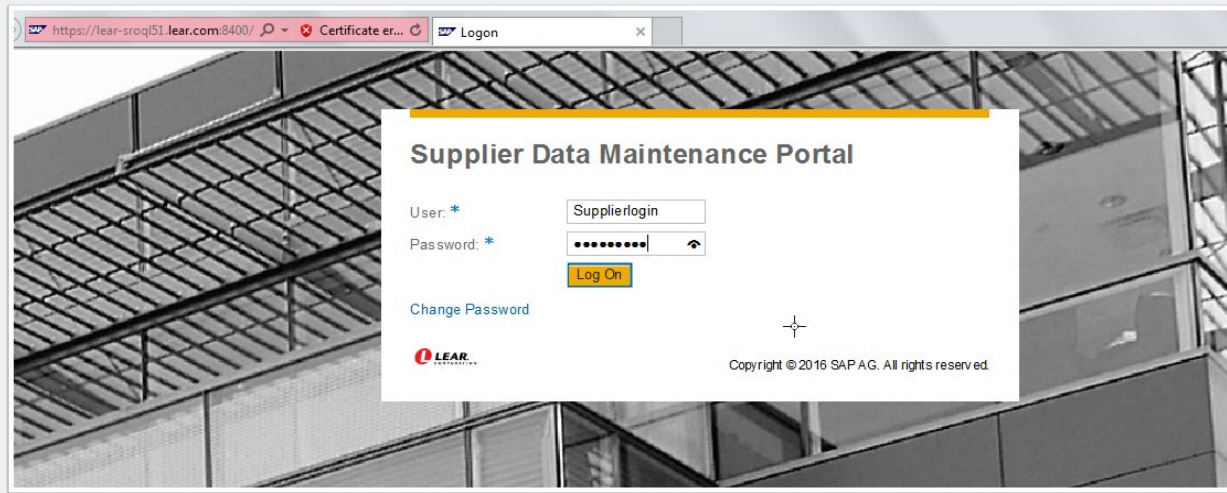 https://lear-sroql51.lear.com:8400/ Certificate er... Logon
Supplier Data Maintenance Portal
User: * Supplierlogin
Password: * •••••••••
Log On
Change Password
LEAR.
CORPORATION
Copyright © 2016 SAP AG. All rights reserved.